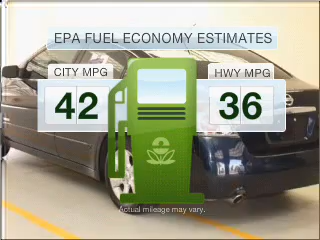 EPA FUEL ECONOMY ESTIMATES
CITY MPG
HWY MPG
42
36
Actual mileage may vary.